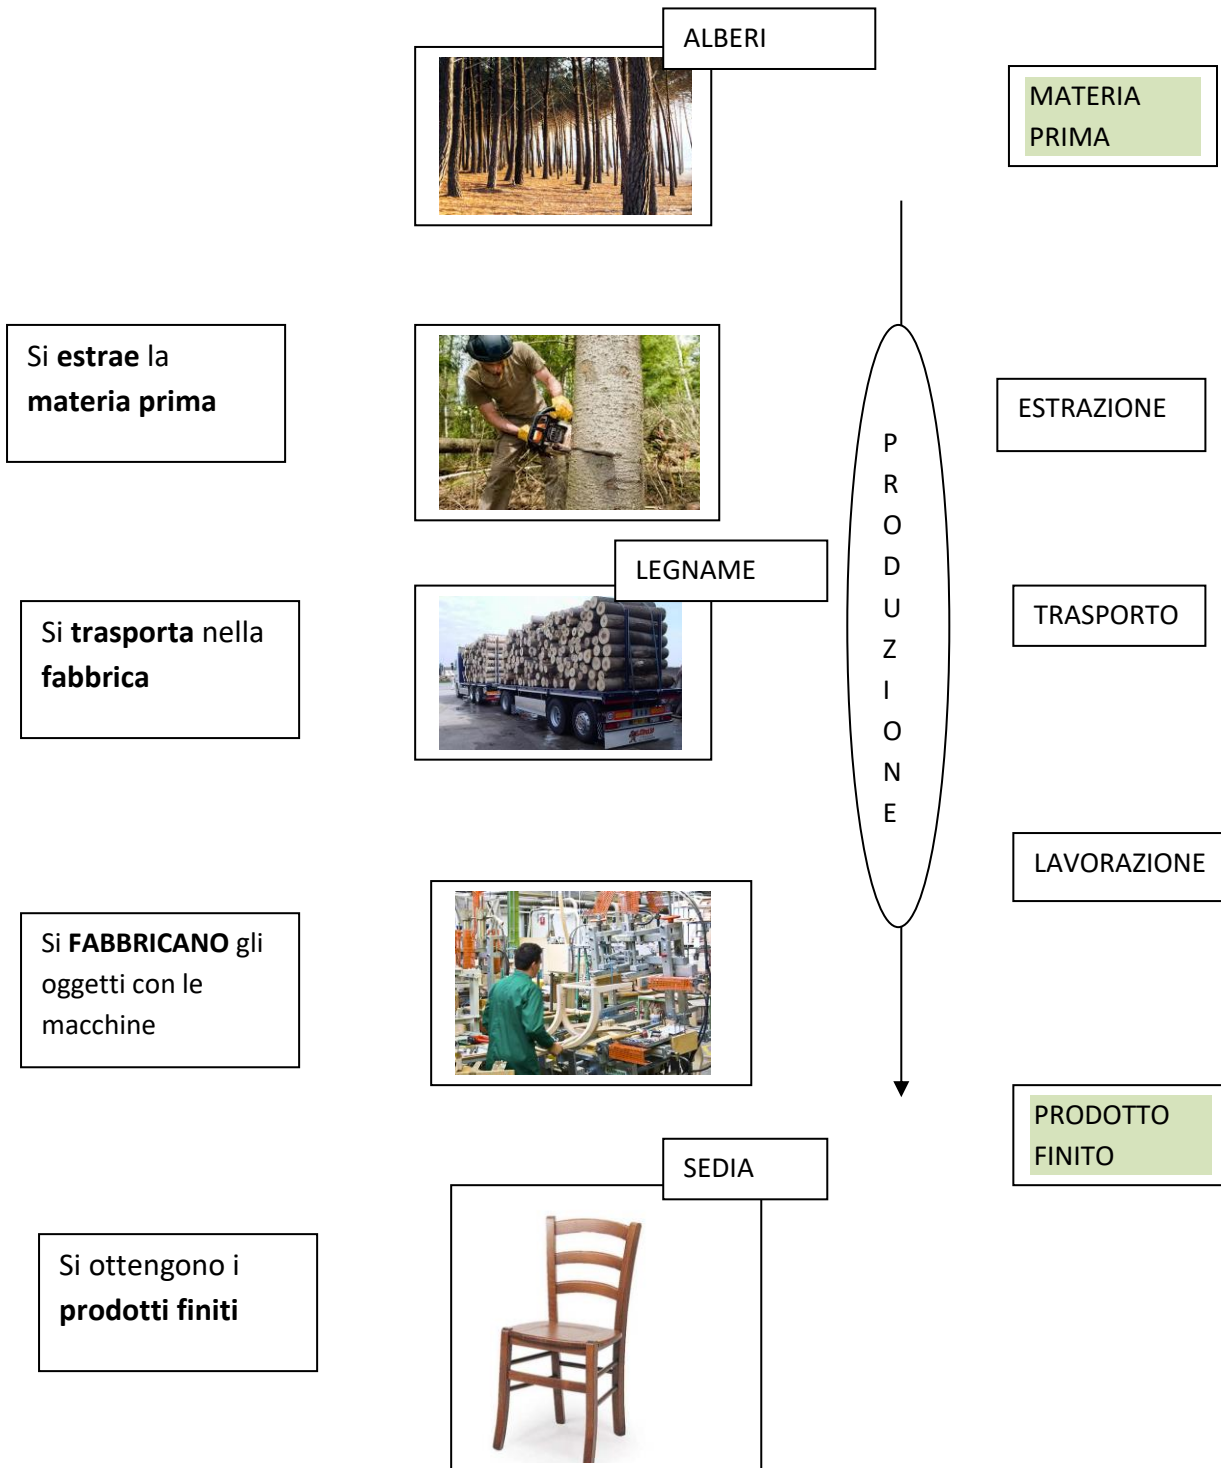 ALBERI
MATERIA
PRIMA
Si estrae la
materia prima
ESTRAZIONE
P
R
O
D
U
Z
I
O
N
E
LEGNAME
Si trasporta nella
fabbrica
TRASPORTO
LAVORAZIONE
Si FABBRICANO gli
oggetti con le
macchine
PRODOTTO
FINITO
SEDIA
Si ottengono i
prodotti finiti